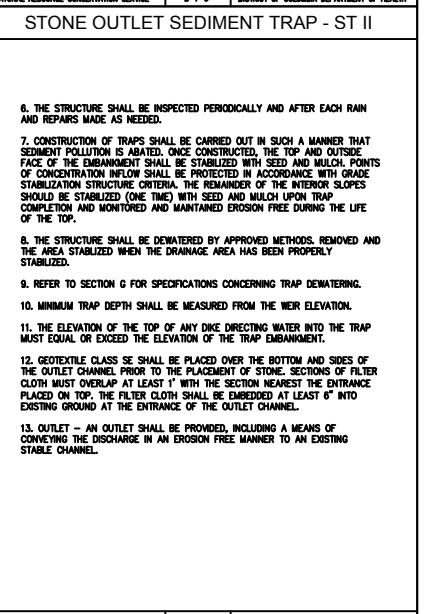 STONE OUTLET SEDIMENT TRAP - ST II
6. THE STRUCTURE SHALL BE INSPECTED PERIODICALLY AND AFTER EACH RAIN
AND REPAIRS MADE AS NEEDED.
7. CONSTRUCTION OF TRAPS SHALL BE CARRIED OUT IN SUCH A MANNER THAT
SEDIMENT POLLUTION IS ABATED. ONCE CONSTRUCTED, THE TOP AND OUTSIDE
FACE OF THE EMBANKMENT SHALL BE STABILIZED WITH SEED AND MULCH. POINTS
OF CONCENTRATION INFLOW SHALL BE PROTECTED IN ACCORDANCE WITH GRADE
STABILIZATION STRUCTURE CRITERIA. THE REMAINDER OF THE INTERIOR SLOPES
SHOULD BE STABILIZED (ONE TIME) WITH SEED AND MULCH UPON TRAP
COMPLETION AND MONITORED AND MAINTAINED EROSION FREE DURING THE LIFE
OF THE TOP.
8. THE STRUCTURE SHALL BE DEWATERED BY APPROVED METHODS. REMOVED AND
THE AREA STABLIZED WHEN THE DRAINAGE AREA HAS BEEN PROPERLY
STABILIZED.
9. REFER TO SECTION G FOR SPECIFICATIONS CONCERNING TRAP DEWATERING.
10. MINIMUM TRAP DEPTH SHALL BE MEASURED FROM THE WEIR ELEVATION.
11. THE ELEVATION OF THE TOP OF ANY DIKE DIRECTING WATER INTO THE TRAP
MUST EQUAL OR EXCEED THE ELEVATION OF THE TRAP EMBANKMENT.
12. GEOTEXTILE CLASS SE SHALL BE PLACED OVER THE BOTTOM AND SIDES OF
THE OUTLET CHANNEL PRIOR TO THE PLACEMENT OF STONE. SECTIONS OF FILTER
CLOTH MUST OVERLAP AT LEAST 1' WITH THE SECTION NEAREST THE ENTRANCE
PLACED ON TOP. THE FILTER CLOTH SHALL BE EMBEDDED AT LEAST 6" INTO
EXISTING GROUND AT THE ENTRANCE OF THE OUTLET CHANNEL.
13. OUTLET – AN OUTLET SHALL BE PROVIDED, INCLUDING A MEANS OF
CONVEYING THE DISCHARGE IN AN EROSION FREE MANNER TO AN EXISTING
STABLE CHANNEL.